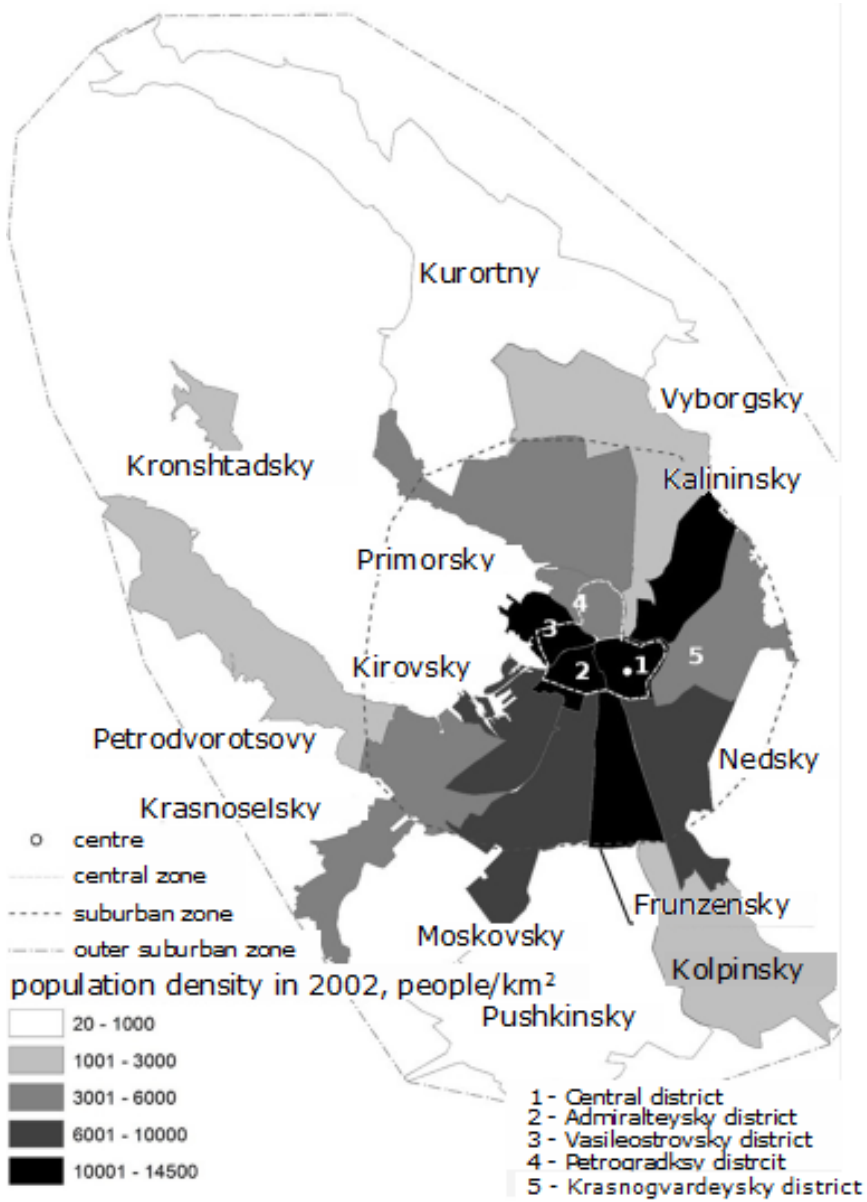 Kurortny
Vyborgsky
Kronshtadsky
Kalininsky
Primorsky
4
3
Kirovsky
2
1
5
Petrodvorotsovy
Nedsky
Krasnoselsky
centre
central zone
suburban zone
outer suburban zone
Frunzensky
Moskovsky
Kolpinsky
population density in 2002, people/km²
Pushkinsky
20 - 1000
1001 - 3000
3001 - 6000
6001 - 10000
10001 - 14500
1 - Central district
2 - Admiralteysky district
3 - Vasileostrovsky district
4 - Petrogradksy distrcit
5 - Krasnogvardeysky district